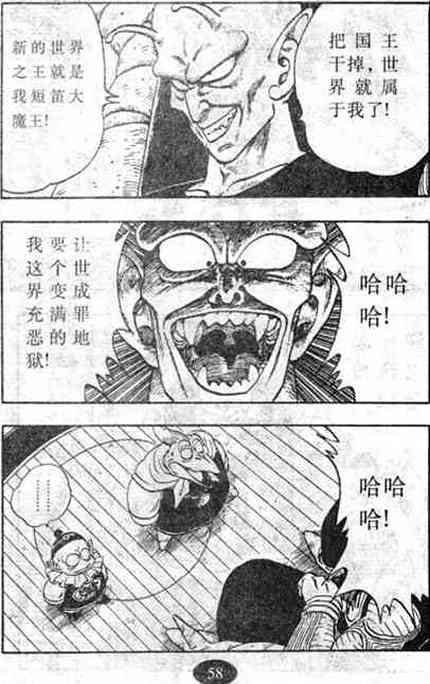 把国王
干掉,世
界就属
于我了!
新的世界
之王就是
我短笛大
魔王!
哈哈
哈!
我要让
这个世
界变成
充满罪
恶的地
狱!
哈哈
哈!
…………
58